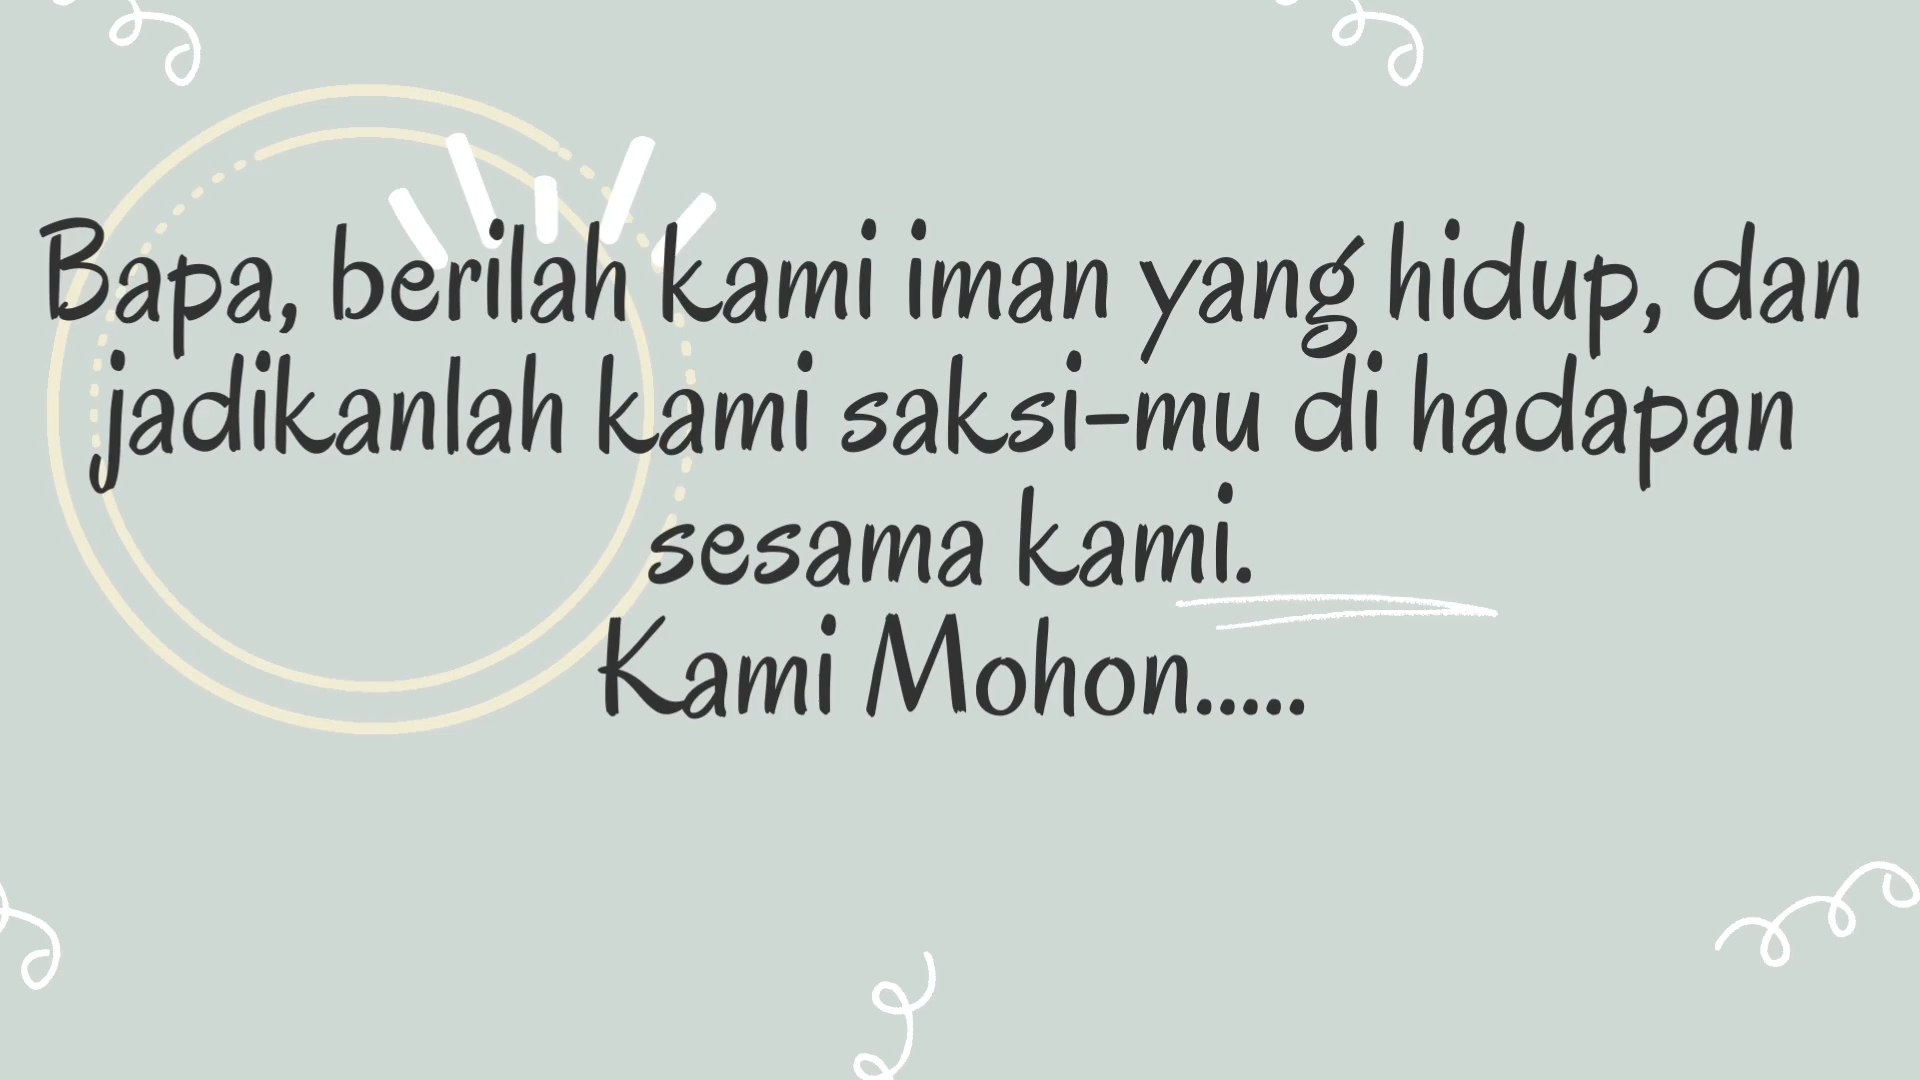 Bapa, berilah kami iman yang hidup, dan
jadikanlah kami saksi-mu di hadapan
sesama kami.
Kami Mohon.....